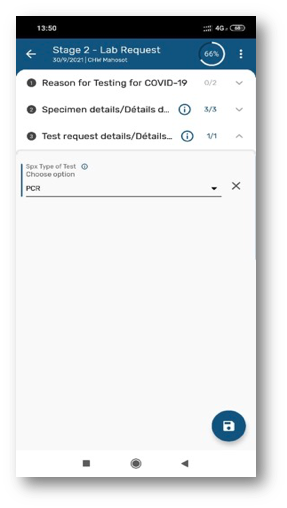 13:50
4G 48
Stage 2 - Lab Request
30/9/2021 | CHW Mahosot
66%
1 Reason for Testing for COVID-19 0/2
2 Specimen details/Détails d... 3/3
3 Test request details/Détails... 1/1
Spx Type of Test
Choose option
PCR